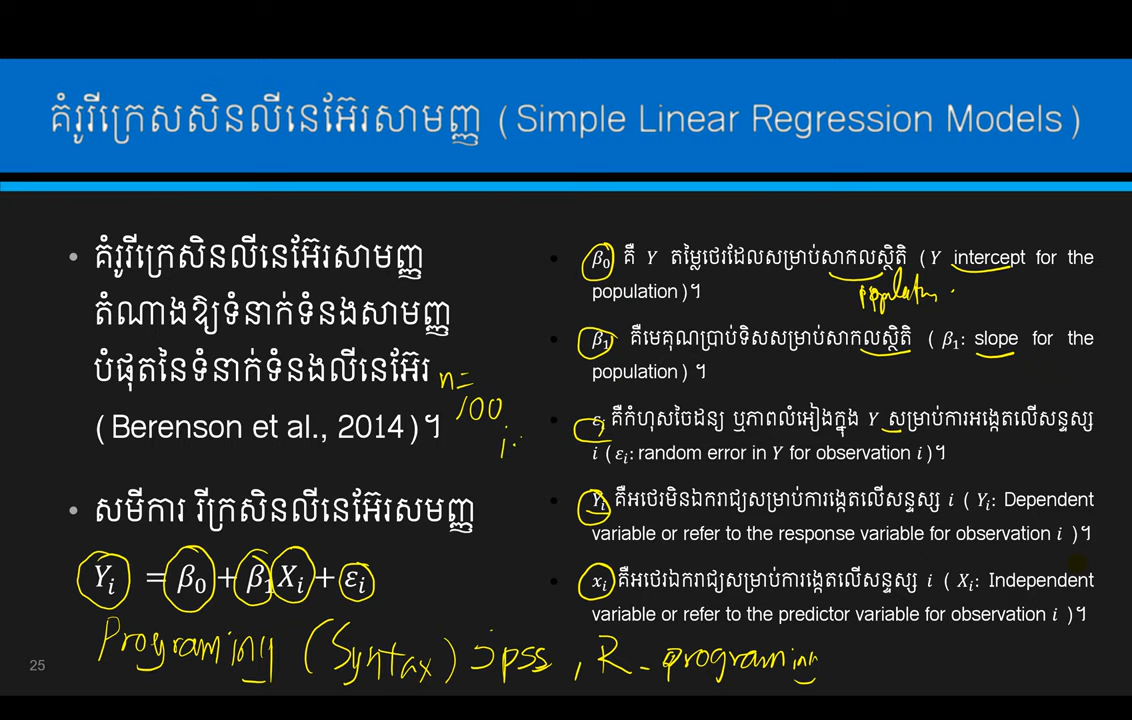 គំរូរីក្រេសសិនលីនេអ៊ែរសាមញ្ញ (Simple Linear Regression Models)
• គំរូរីក្រេសិនលីនេអ៊ែរសាមញ្ញ
តំណាងឱ្យទំនាក់ទំនងសាមញ្ញ
បំផុតនៃទំនាក់ទំនងលីនេអ៊ែរ
(Berenson et al., 2014)។
n=
100
i
• សមីការ រីក្រសិនលីនេអ៊ែរសមញ្ញ
Yᵢ = β₀ + β₁Xᵢ + εᵢ
• β₀ គឺ Y តម្លៃថេរដែលសម្រាប់សាកលស្ថិតិ (Y intercept for the
population)។
• β₁ គឺមេគុណប្រាប់ទិសសម្រាប់សាកលស្ថិតិ (β₁: slope for the
population) ។
• εᵢ គឺកំហុសចៃដន្យ ឬភាពលំអៀងក្នុង Y សម្រាប់ការអង្កេតលើសន្ទស្ស
i (εᵢ: random error in Y for observation i)។
• Yᵢ គឺអថេរមិនឯករាជ្យសម្រាប់ការង្កេតលើសន្ទស្ស i (Yᵢ: Dependent
variable or refer to the response variable for observation i )។
• xᵢ គឺអថេរឯករាជ្យសម្រាប់ការង្កេតលើសន្ទស្ស i (Xᵢ: Independent
variable or refer to the predictor variable for observation i )។
Programing (Syntax) Spss, R-programing
25